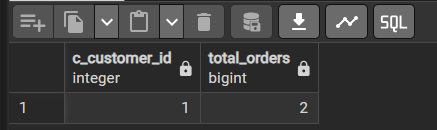 SQL
c_customer_id total_orders
integer bigint
1 1 2